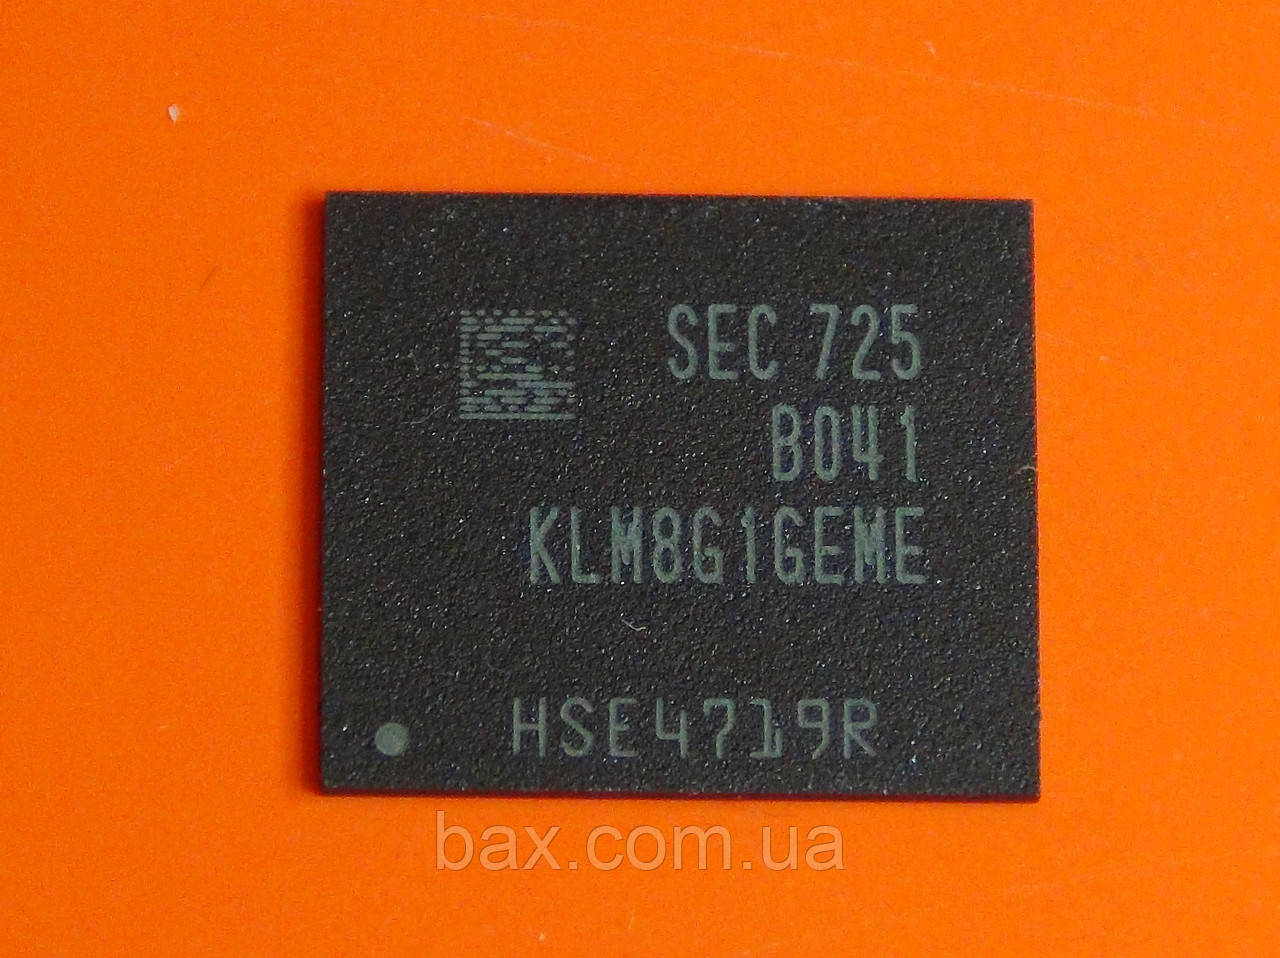 SEC 725
B041
KLM8G1GEME
HSE4719R
bax.com.ua